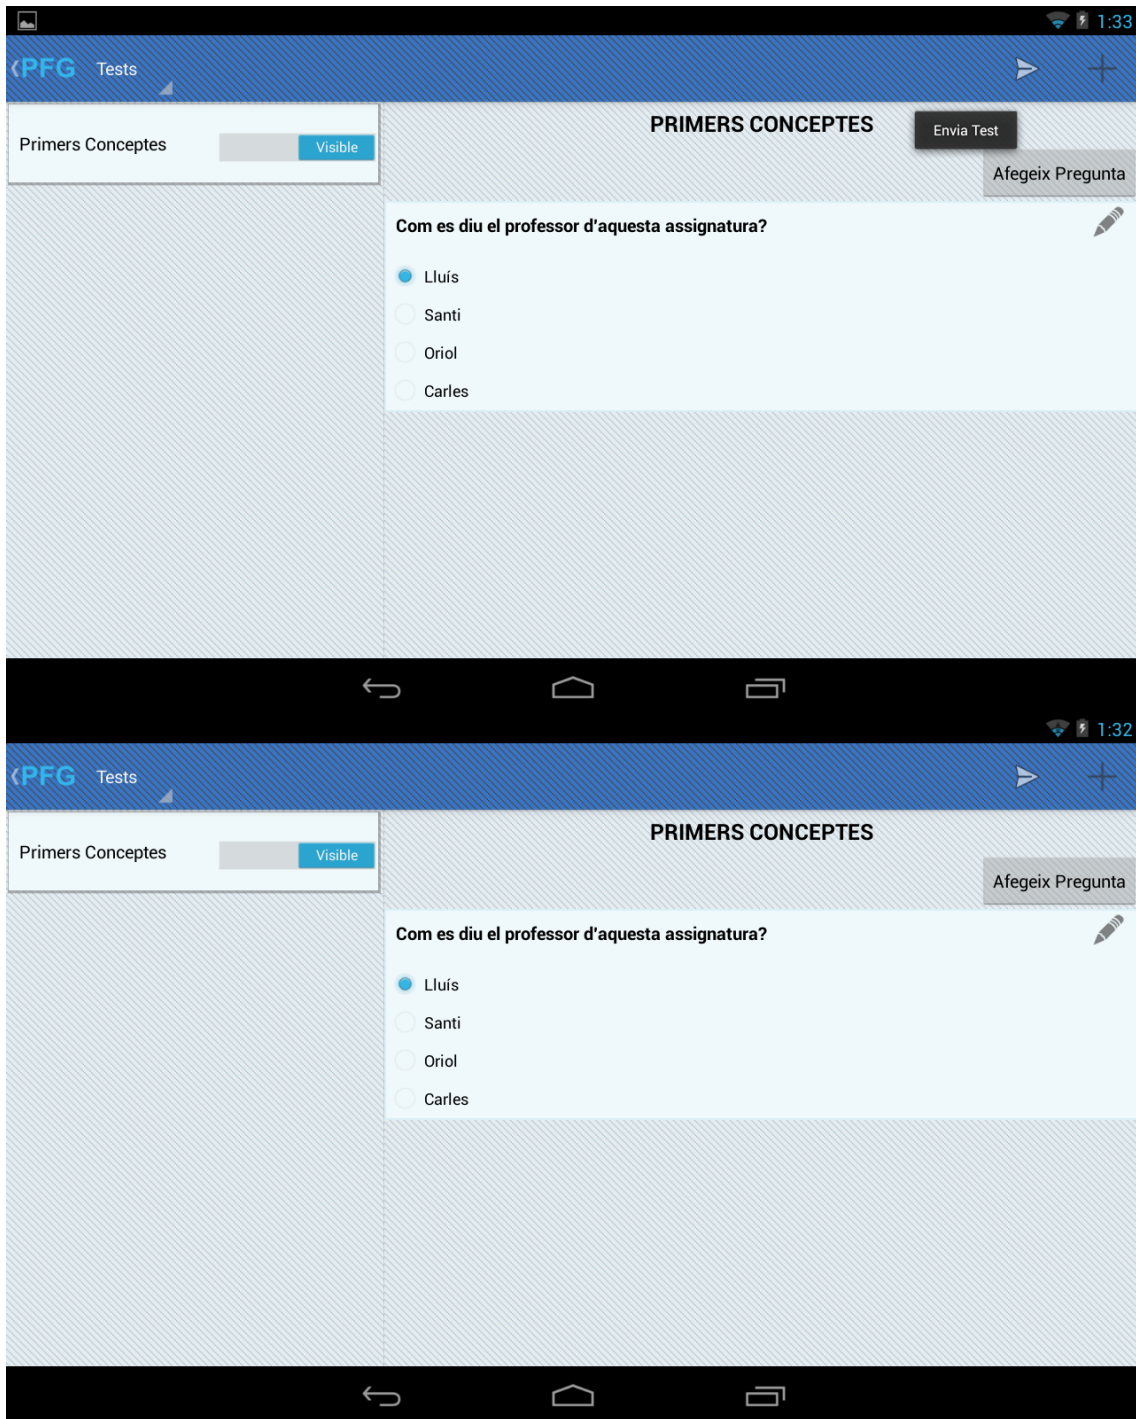 1:33
PFG Tests
Primers Conceptes Visible
PRIMERS CONCEPTES
Envia Test
Afegeix Pregunta
Com es diu el professor d'aquesta assignatura?
Lluís
Santi
Oriol
Carles
1:32
PFG Tests
Primers Conceptes Visible
PRIMERS CONCEPTES
Afegeix Pregunta
Com es diu el professor d'aquesta assignatura?
Lluís
Santi
Oriol
Carles